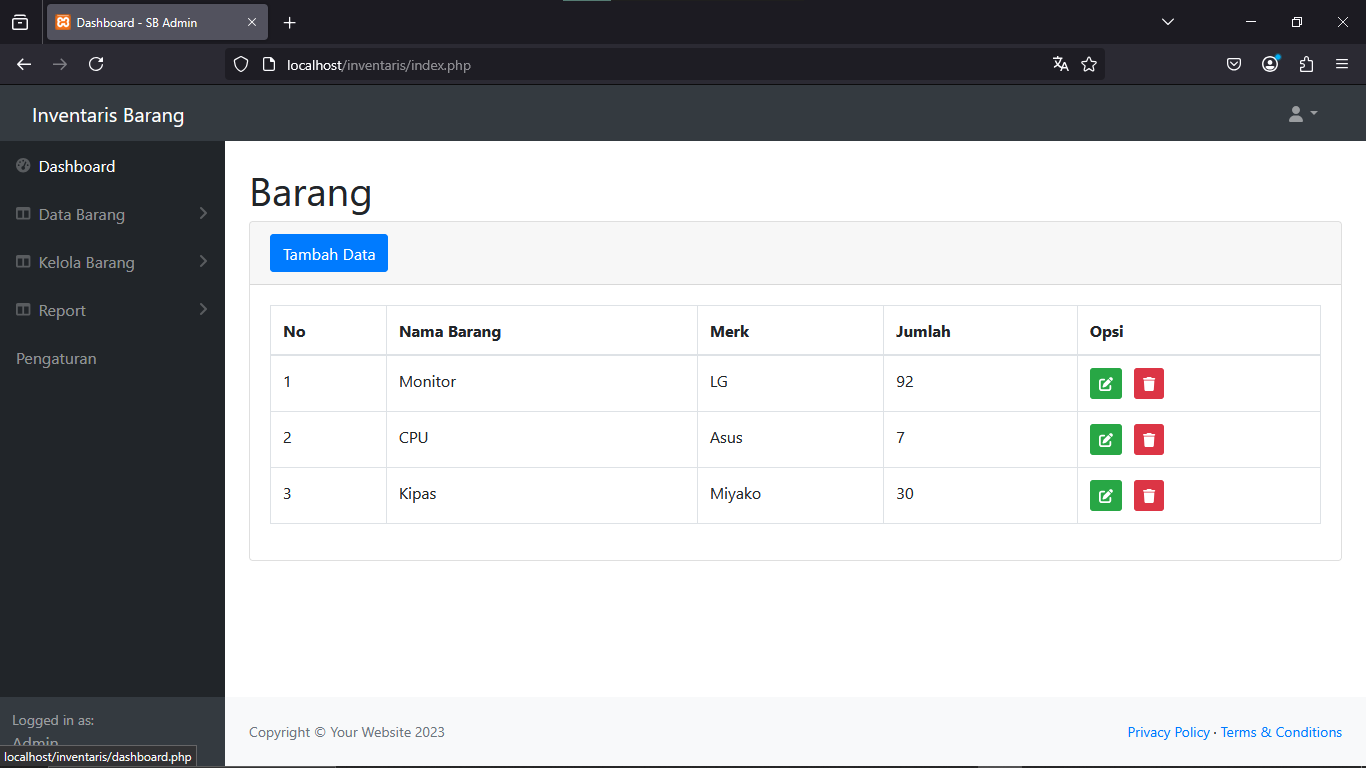 Dashboard - SB Admin
localhost/inventaris/index.php
Inventaris Barang
Dashboard
Data Barang
Kelola Barang
Report
Pengaturan
Barang
Tambah Data
No Nama Barang Merk Jumlah Opsi
1 Monitor LG 92
2 CPU Asus 7
3 Kipas Miyako 30
Logged in as:
Admin
localhost/inventaris/dashboard.php
Copyright © Your Website 2023
Privacy Policy · Terms & Conditions